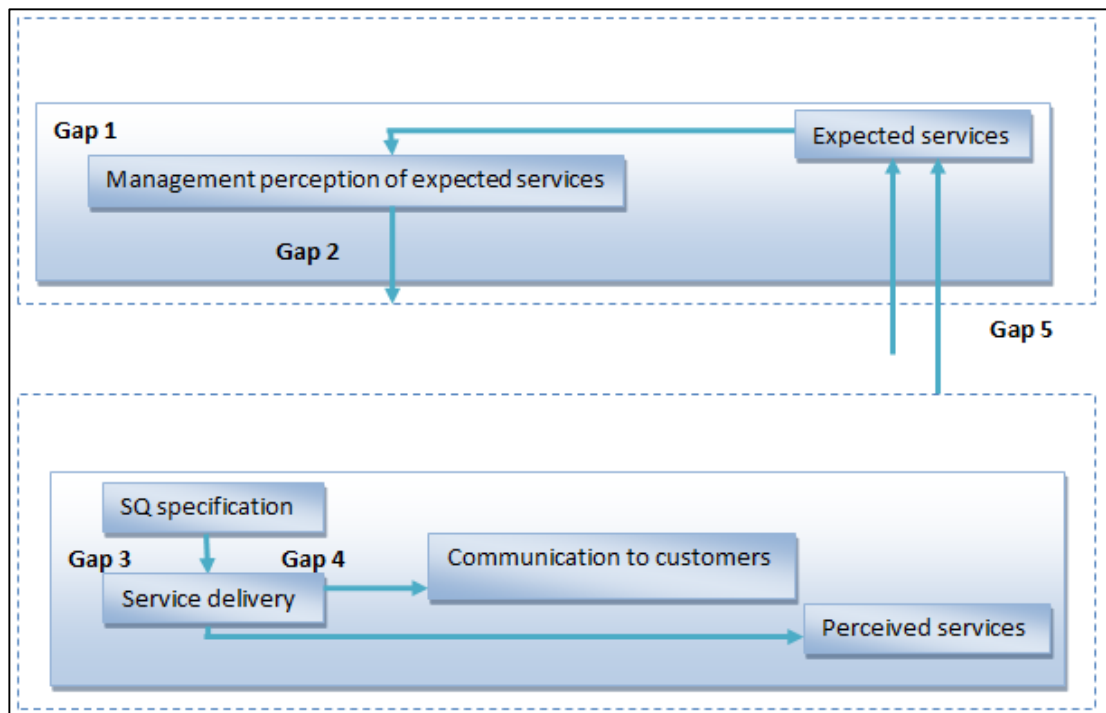 Gap 1
Expected services
Management perception of expected services
Gap 2
Gap 5
SQ specification
Gap 3
Gap 4
Communication to customers
Service delivery
Perceived services